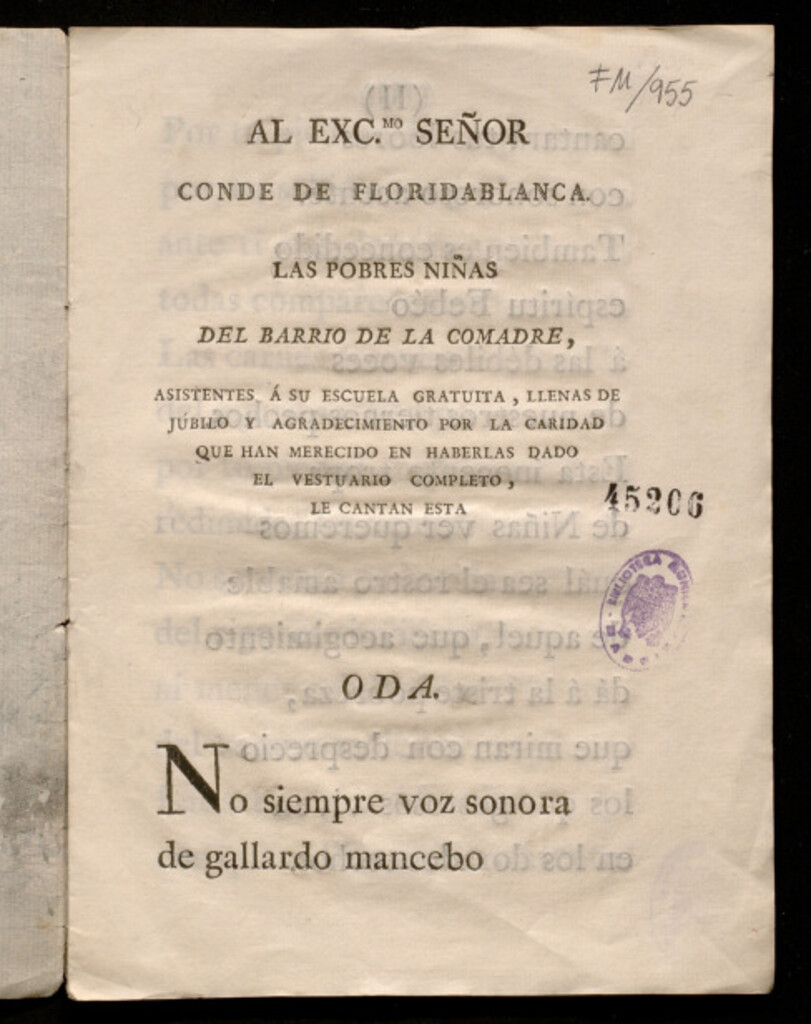 FM/955
AL EXC.ᴹᴼ SEÑOR
CONDE DE FLORIDABLANCA.
LAS POBRES NIÑAS
DEL BARRIO DE LA COMADRE,
ASISTENTES Á SU ESCUELA GRATUITA, LLENAS DE
JÚBILO Y AGRADECIMIENTO POR LA CARIDAD
QUE HAN MERECIDO EN HABERLAS DADO
EL VESTUARIO COMPLETO,
LE CANTAN ESTA
45206
BIBLIOTECA
ODA.
No siempre voz sonora
de gallardo mancebo